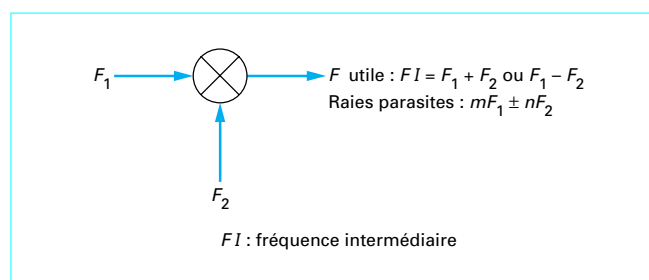 F1
F utile : FI = F1 + F2 ou F1 – F2
Raies parasites : mF1 ± nF2
F2
FI : fréquence intermédiaire